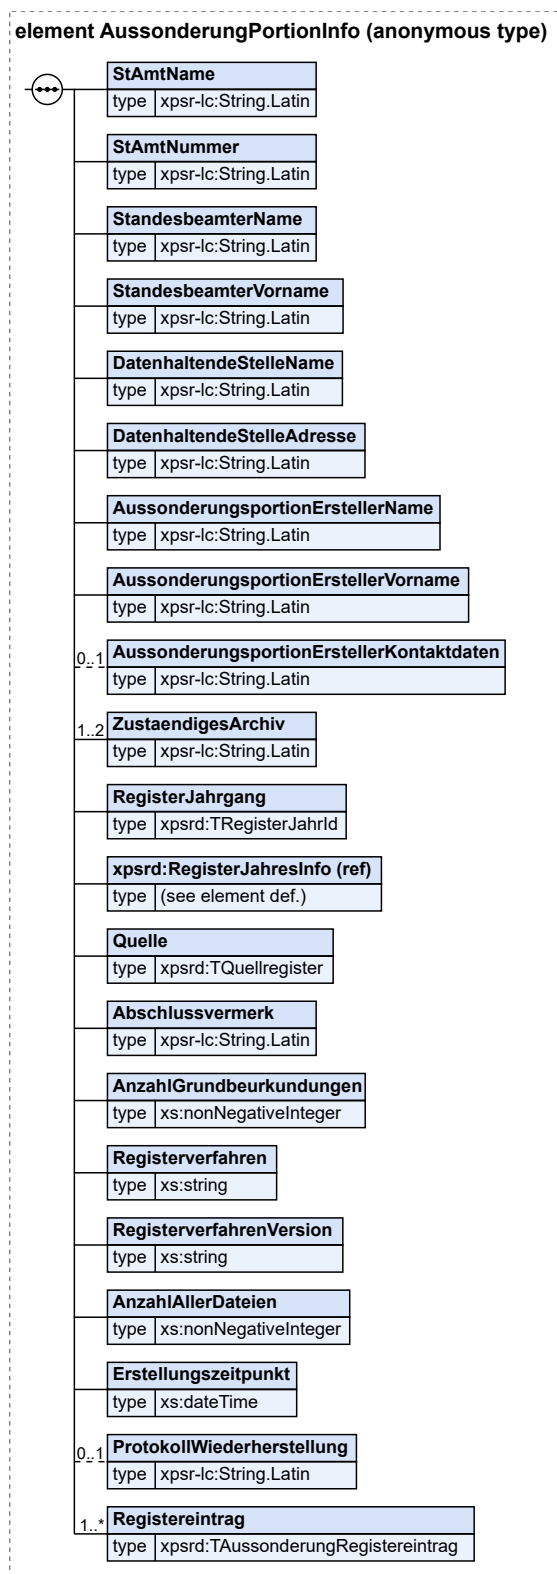 element AussonderungPortionInfo (anonymous type)
StAmtName
type xpsr-lc:String.Latin
StAmtNummer
type xpsr-lc:String.Latin
StandesbeamterName
type xpsr-lc:String.Latin
StandesbeamterVorname
type xpsr-lc:String.Latin
DatenhaltendeStelleName
type xpsr-lc:String.Latin
DatenhaltendeStelleAdresse
type xpsr-lc:String.Latin
AussonderungsportionErstellerName
type xpsr-lc:String.Latin
AussonderungsportionErstellerVorname
type xpsr-lc:String.Latin
0..1 AussonderungsportionErstellerKontaktdaten
type xpsr-lc:String.Latin
1..2 ZustaendigesArchiv
type xpsr-lc:String.Latin
RegisterJahrgang
type xpsrd:TRegisterJahrId
xpsrd:RegisterJahresInfo (ref)
type (see element def.)
Quelle
type xpsrd:TQuellregister
Abschlussvermerk
type xpsr-lc:String.Latin
AnzahlGrundbeurkundungen
type xs:nonNegativeInteger
Registerverfahren
type xs:string
RegisterverfahrenVersion
type xs:string
AnzahlAllerDateien
type xs:nonNegativeInteger
Erstellungszeitpunkt
type xs:dateTime
0..1 ProtokollWiederherstellung
type xpsr-lc:String.Latin
1..* Registereintrag
type xpsrd:TAussonderungRegistereintrag